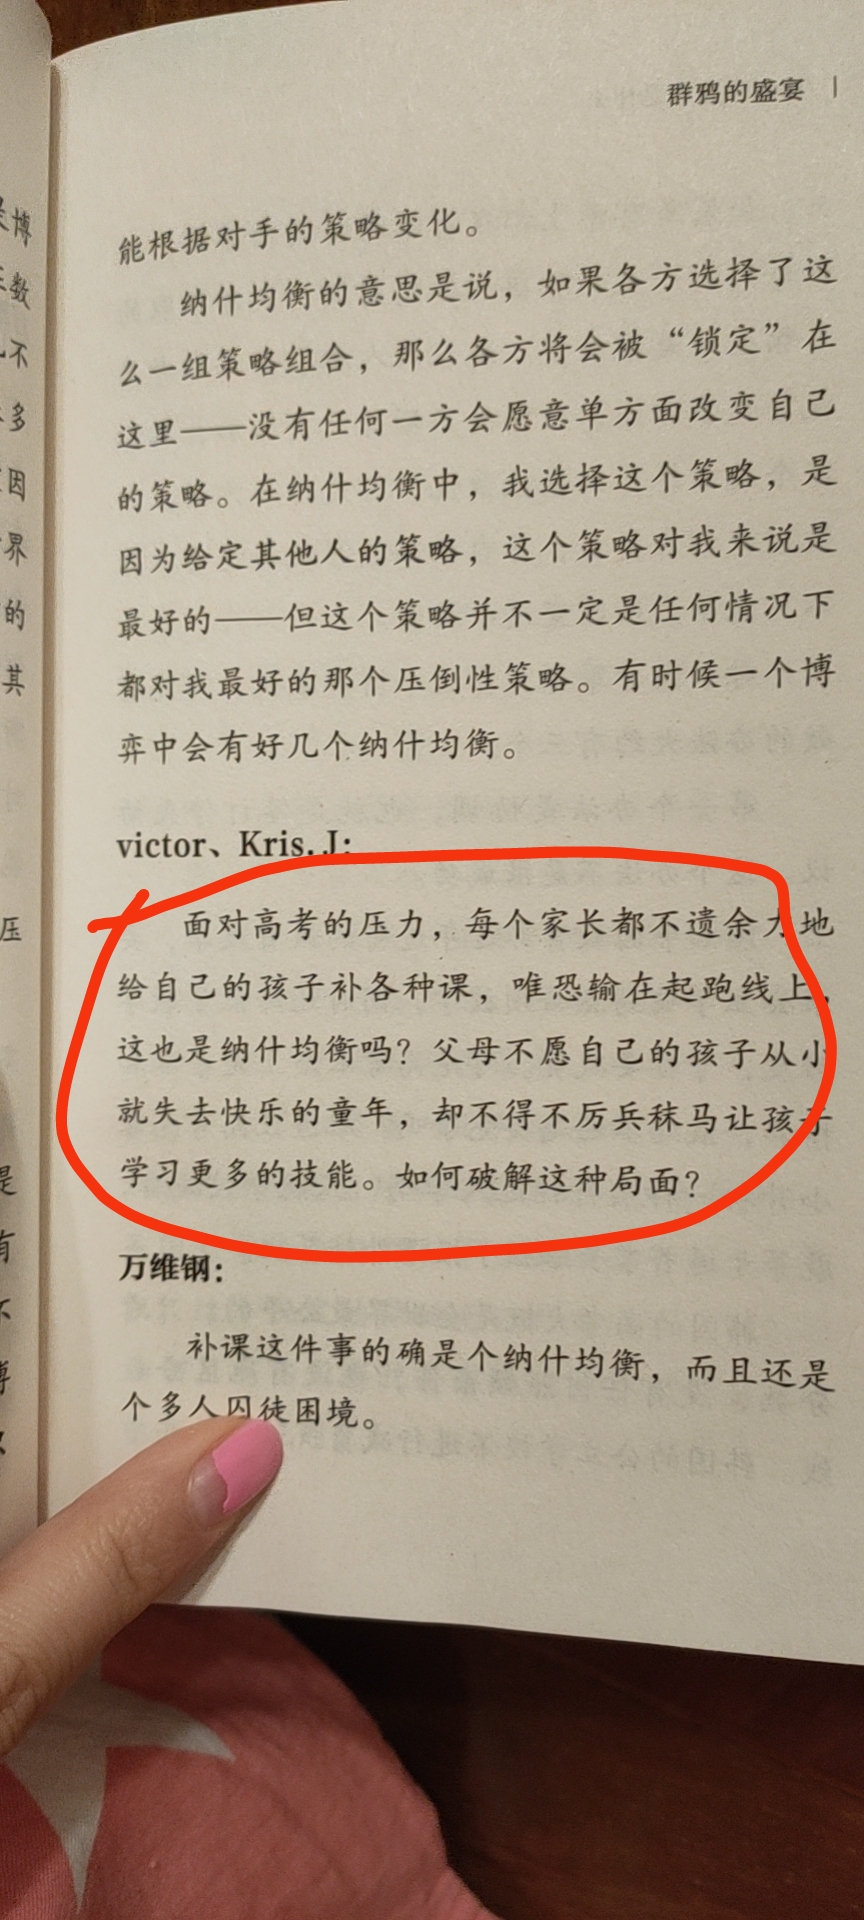 群鸦的盛宴
能根据对手的策略变化。
纳什均衡的意思是说，如果各方选择了这
么一组策略组合，那么各方将会被“锁定”在
这里——没有任何一方会愿意单方面改变自己
的策略。在纳什均衡中，我选择这个策略，是
因为给定其他人的策略，这个策略对我来说是
最好的——但这个策略并不一定是任何情况下
都对我最好的那个压倒性策略。有时候一个博
弈中会有好几个纳什均衡。
victor、Kris. J：
面对高考的压力，每个家长都不遗余力地
给自己的孩子补各种课，唯恐输在起跑线上，
这也是纳什均衡吗？父母不愿自己的孩子从小
就失去快乐的童年，却不得不厉兵秣马让孩子
学习更多的技能。如何破解这种局面？
万维钢：
补课这件事的确是个纳什均衡，而且还是
个多人囚徒困境。
博
数
不
多
因
界
的
其
压
是
有
不
博